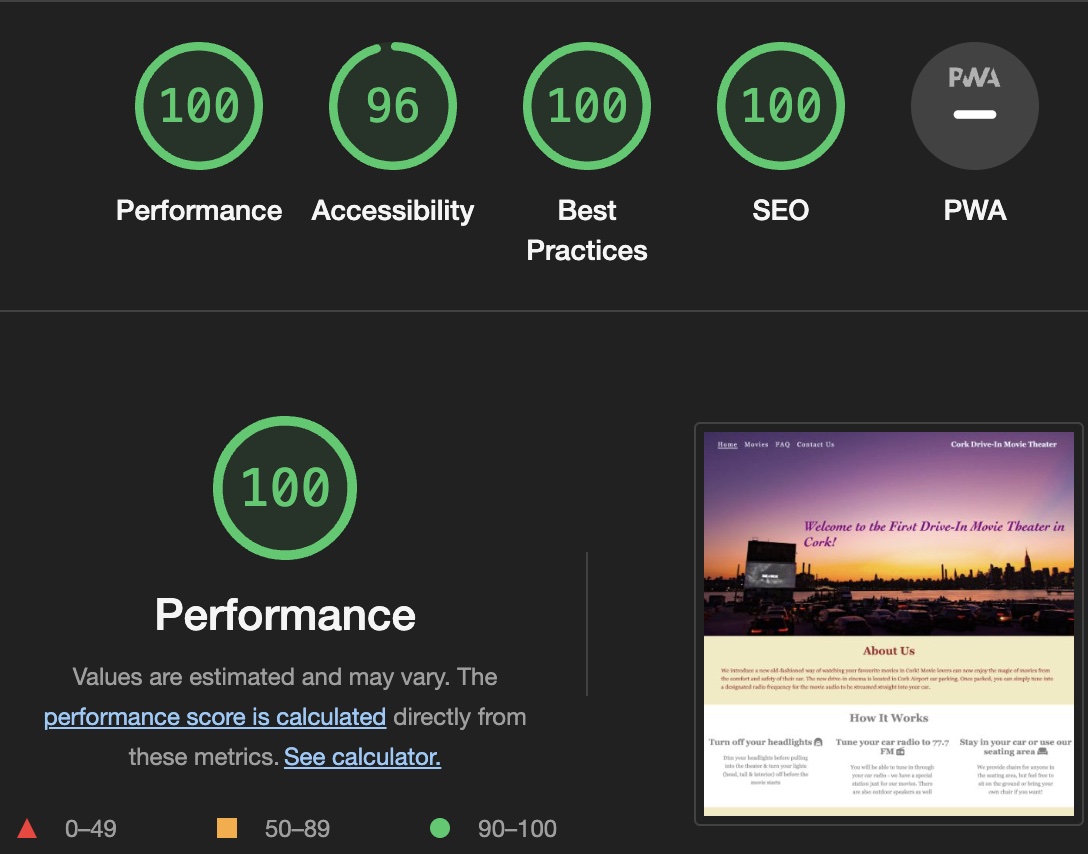 100
96
100
100
PWA
Performance
Accessibility
Best
Practices
SEO
PWA
100
Performance
Values are estimated and may vary. The
performance score is calculated directly from
these metrics. See calculator.
0–49
50–89
90–100
Home Movies FAQ Contact Us
Cork Drive-In Movie Theater
Welcome to the First Drive-In Movie Theater in
Cork!
About Us
We introduce a new old-fashioned way of watching your favourite movies in Cork! Movie lovers can now enjoy the magic of movies from
the comfort and safety of their car. The new drive-in cinema is located in Cork Airport car parking. Once parked, you can simply tune into
a designated radio frequency for the movie audio to be streamed straight into your car.
How It Works
Turn off your headlights
Dim your headlights before pulling
into the theater & turn your lights
(head, tail & interior) off before the
movie starts
Tune your car radio to 77.7
FM
You will be able to tune in through
your car radio - we have a special
station just for our movies. There
are also outdoor speakers as well
Stay in your car or use our
seating area
We provide chairs for anyone in
the seating area, but feel free to
sit on the ground or bring your
own chair if you want!